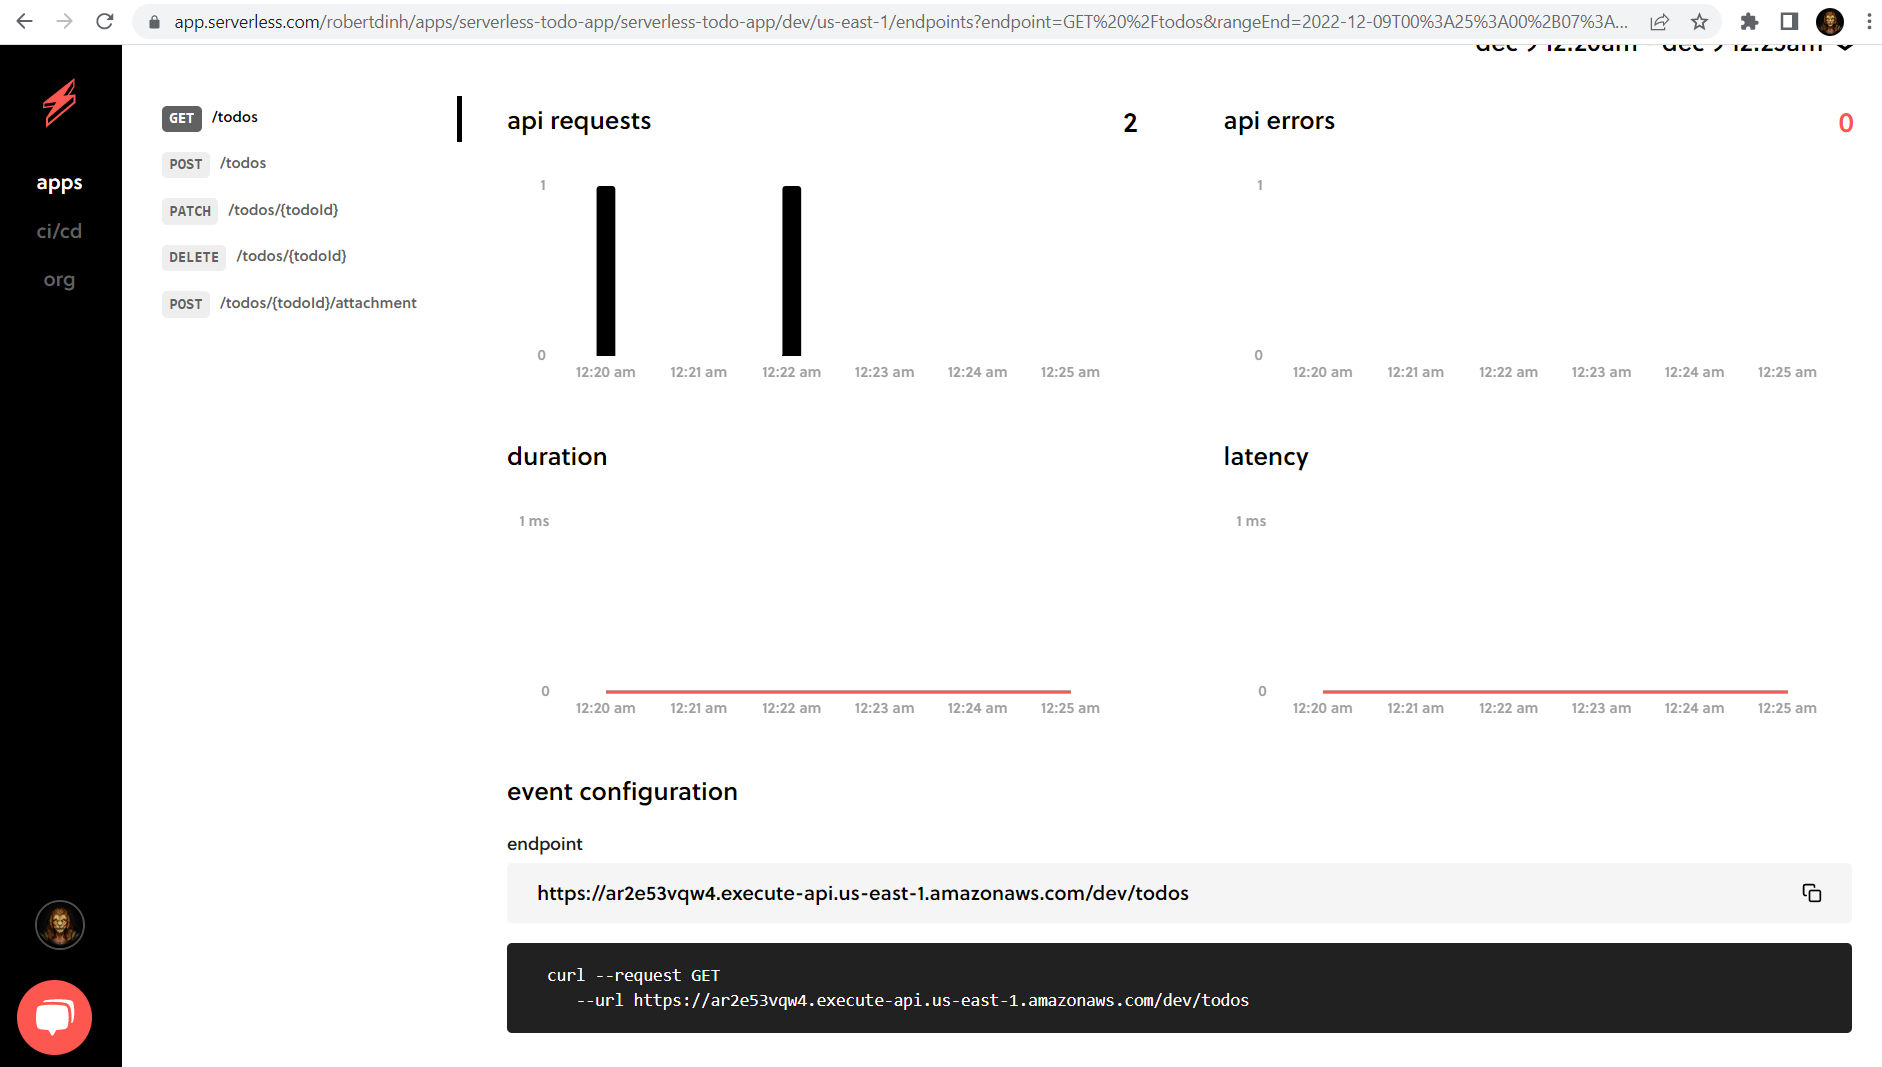 app.serverless.com/robertdinh/apps/serverless-todo-app/serverless-todo-app/dev/us-east-1/endpoints?endpoint=GET%20%2Ftodos&rangeEnd=2022-12-09T00%3A25%3A00%2B07%3A...
dec 9 12:20am - dec 9 12:25am
apps
ci/cd
org
GET /todos
POST /todos
PATCH /todos/{todoId}
DELETE /todos/{todoId}
POST /todos/{todoId}/attachment
api requests 2
1
0
12:20 am 12:21 am 12:22 am 12:23 am 12:24 am 12:25 am
api errors 0
1
0
12:20 am 12:21 am 12:22 am 12:23 am 12:24 am 12:25 am
duration
1 ms
0
12:20 am 12:21 am 12:22 am 12:23 am 12:24 am 12:25 am
latency
1 ms
0
12:20 am 12:21 am 12:22 am 12:23 am 12:24 am 12:25 am
event configuration
endpoint
https://ar2e53vqw4.execute-api.us-east-1.amazonaws.com/dev/todos
curl --request GET
--url https://ar2e53vqw4.execute-api.us-east-1.amazonaws.com/dev/todos